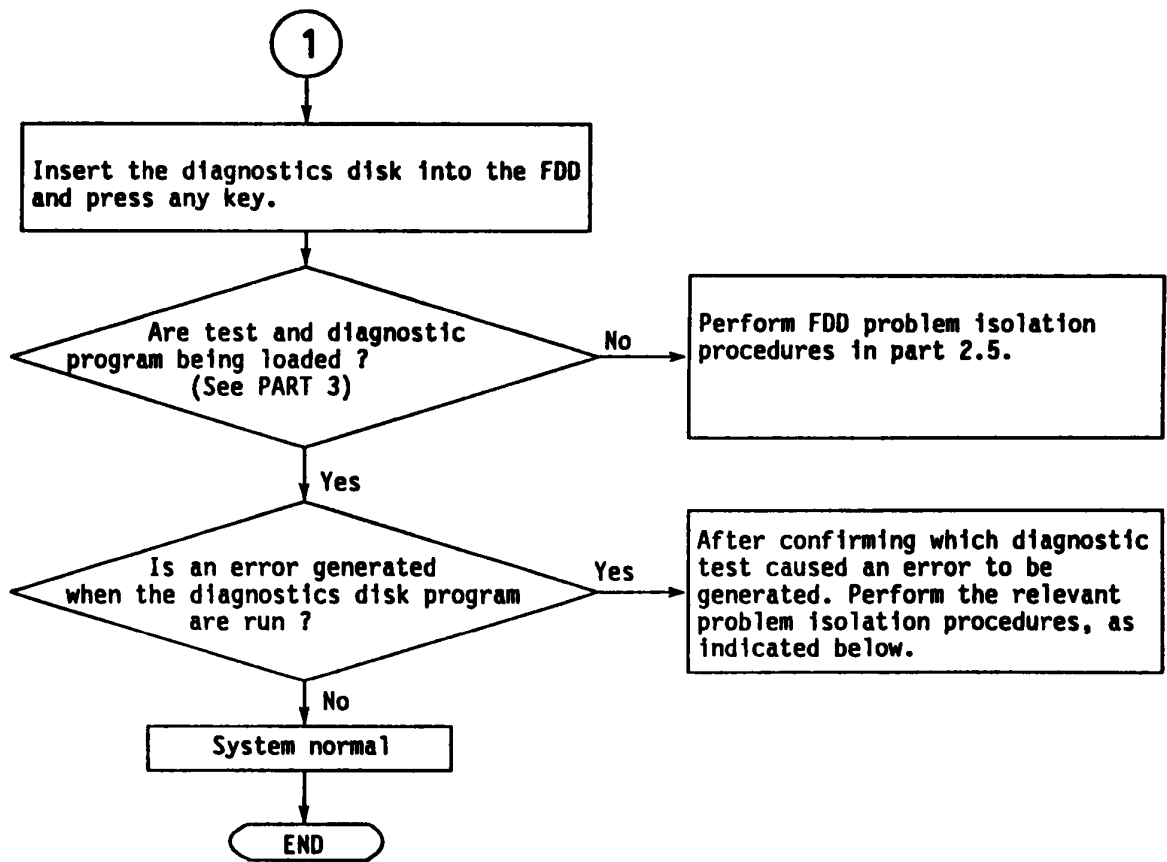 1
Insert the diagnostics disk into the FDD
and press any key.
Are test and diagnostic
program being loaded ?
(See PART 3)
No
Perform FDD problem isolation
procedures in part 2.5.
Yes
Is an error generated
when the diagnostics disk program
are run ?
Yes
After confirming which diagnostic
test caused an error to be
generated. Perform the relevant
problem isolation procedures, as
indicated below.
No
System normal
END